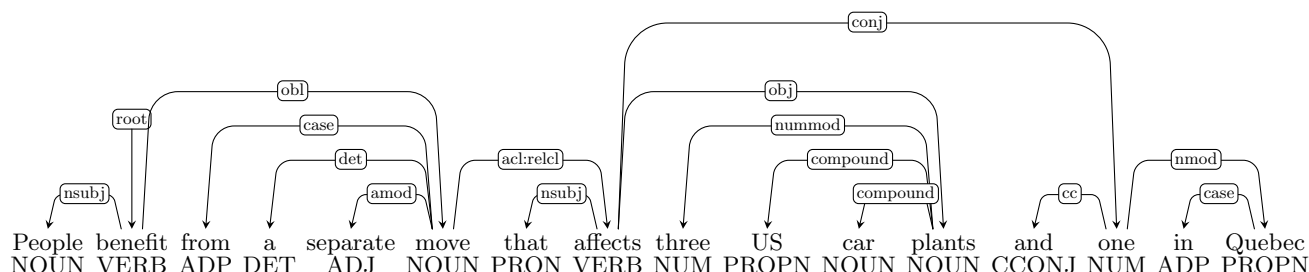 conj
obl obj
root
case nummod
det acl:relcl compound nmod
nsubj amod nsubj compound cc case
People benefit from a separate move that affects three US car plants and one in Quebec
NOUN VERB ADP DET ADJ NOUN PRON VERB NUM PROPN NOUN NOUN CCONJ NUM ADP PROPN